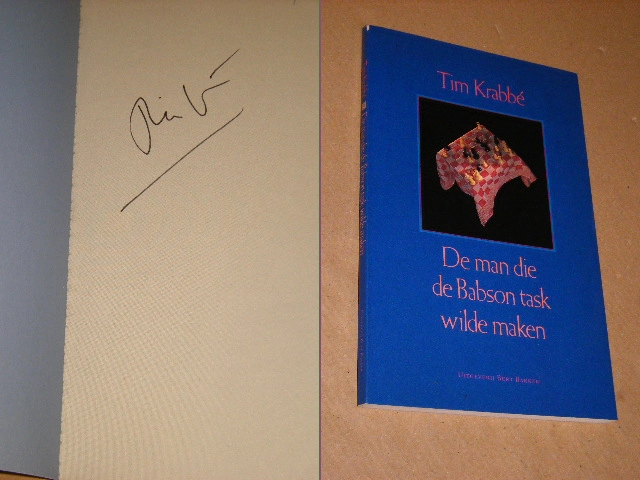 Tim Krabbé
De man die
de Babson task
wilde maken
Uitgeverij Bert Bakker